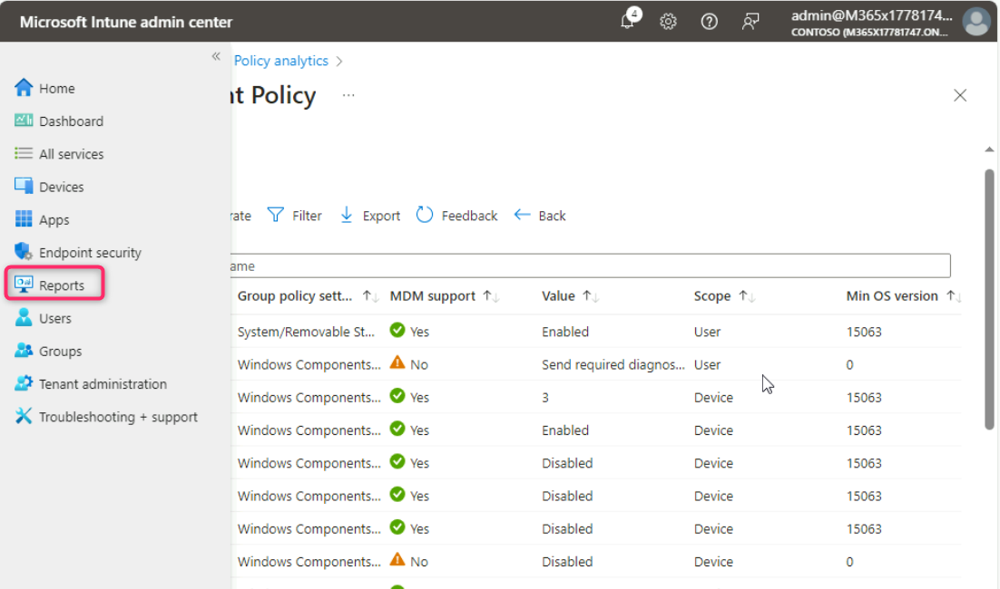 Microsoft Intune admin center
4
admin@M365x1778174...
CONTOSO (M365X17781747.ON...
Home
Dashboard
All services
Devices
Apps
Endpoint security
Reports
Users
Groups
Tenant administration
Troubleshooting + support
Policy analytics
nt Policy
rate Filter Export Feedback Back
ame
Group policy sett... MDM support Value Scope Min OS version
System/Removable St... Yes Enabled User 15063
Windows Components... No Send required diagnos... User 0
Windows Components... Yes 3 Device 15063
Windows Components... Yes Enabled Device 15063
Windows Components... Yes Disabled Device 15063
Windows Components... Yes Disabled Device 15063
Windows Components... Yes Disabled Device 15063
Windows Components... No Disabled Device 0